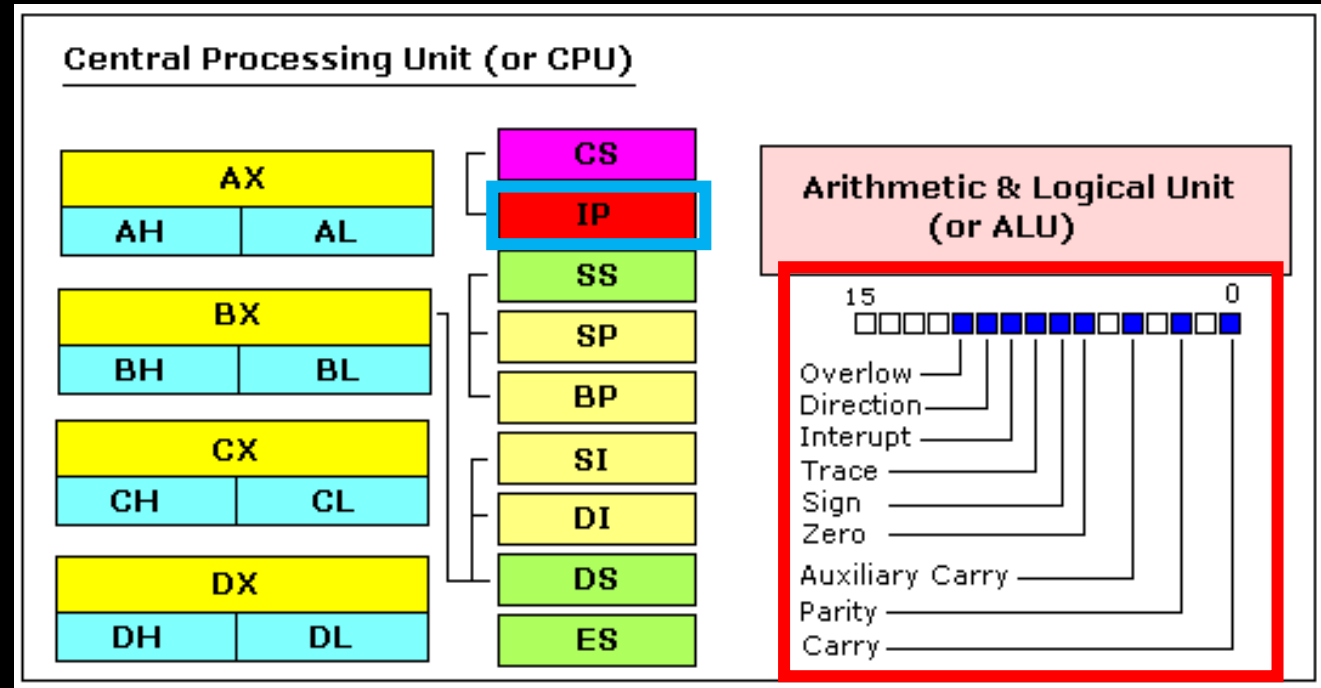 Central Processing Unit (or CPU)
AX
AH AL
BX
BH BL
CX
CH CL
DX
DH DL
CS
IP
SS
SP
BP
SI
DI
DS
ES
Arithmetic & Logical Unit
(or ALU)
15 0
Overlow
Direction
Interupt
Trace
Sign
Zero
Auxiliary Carry
Parity
Carry